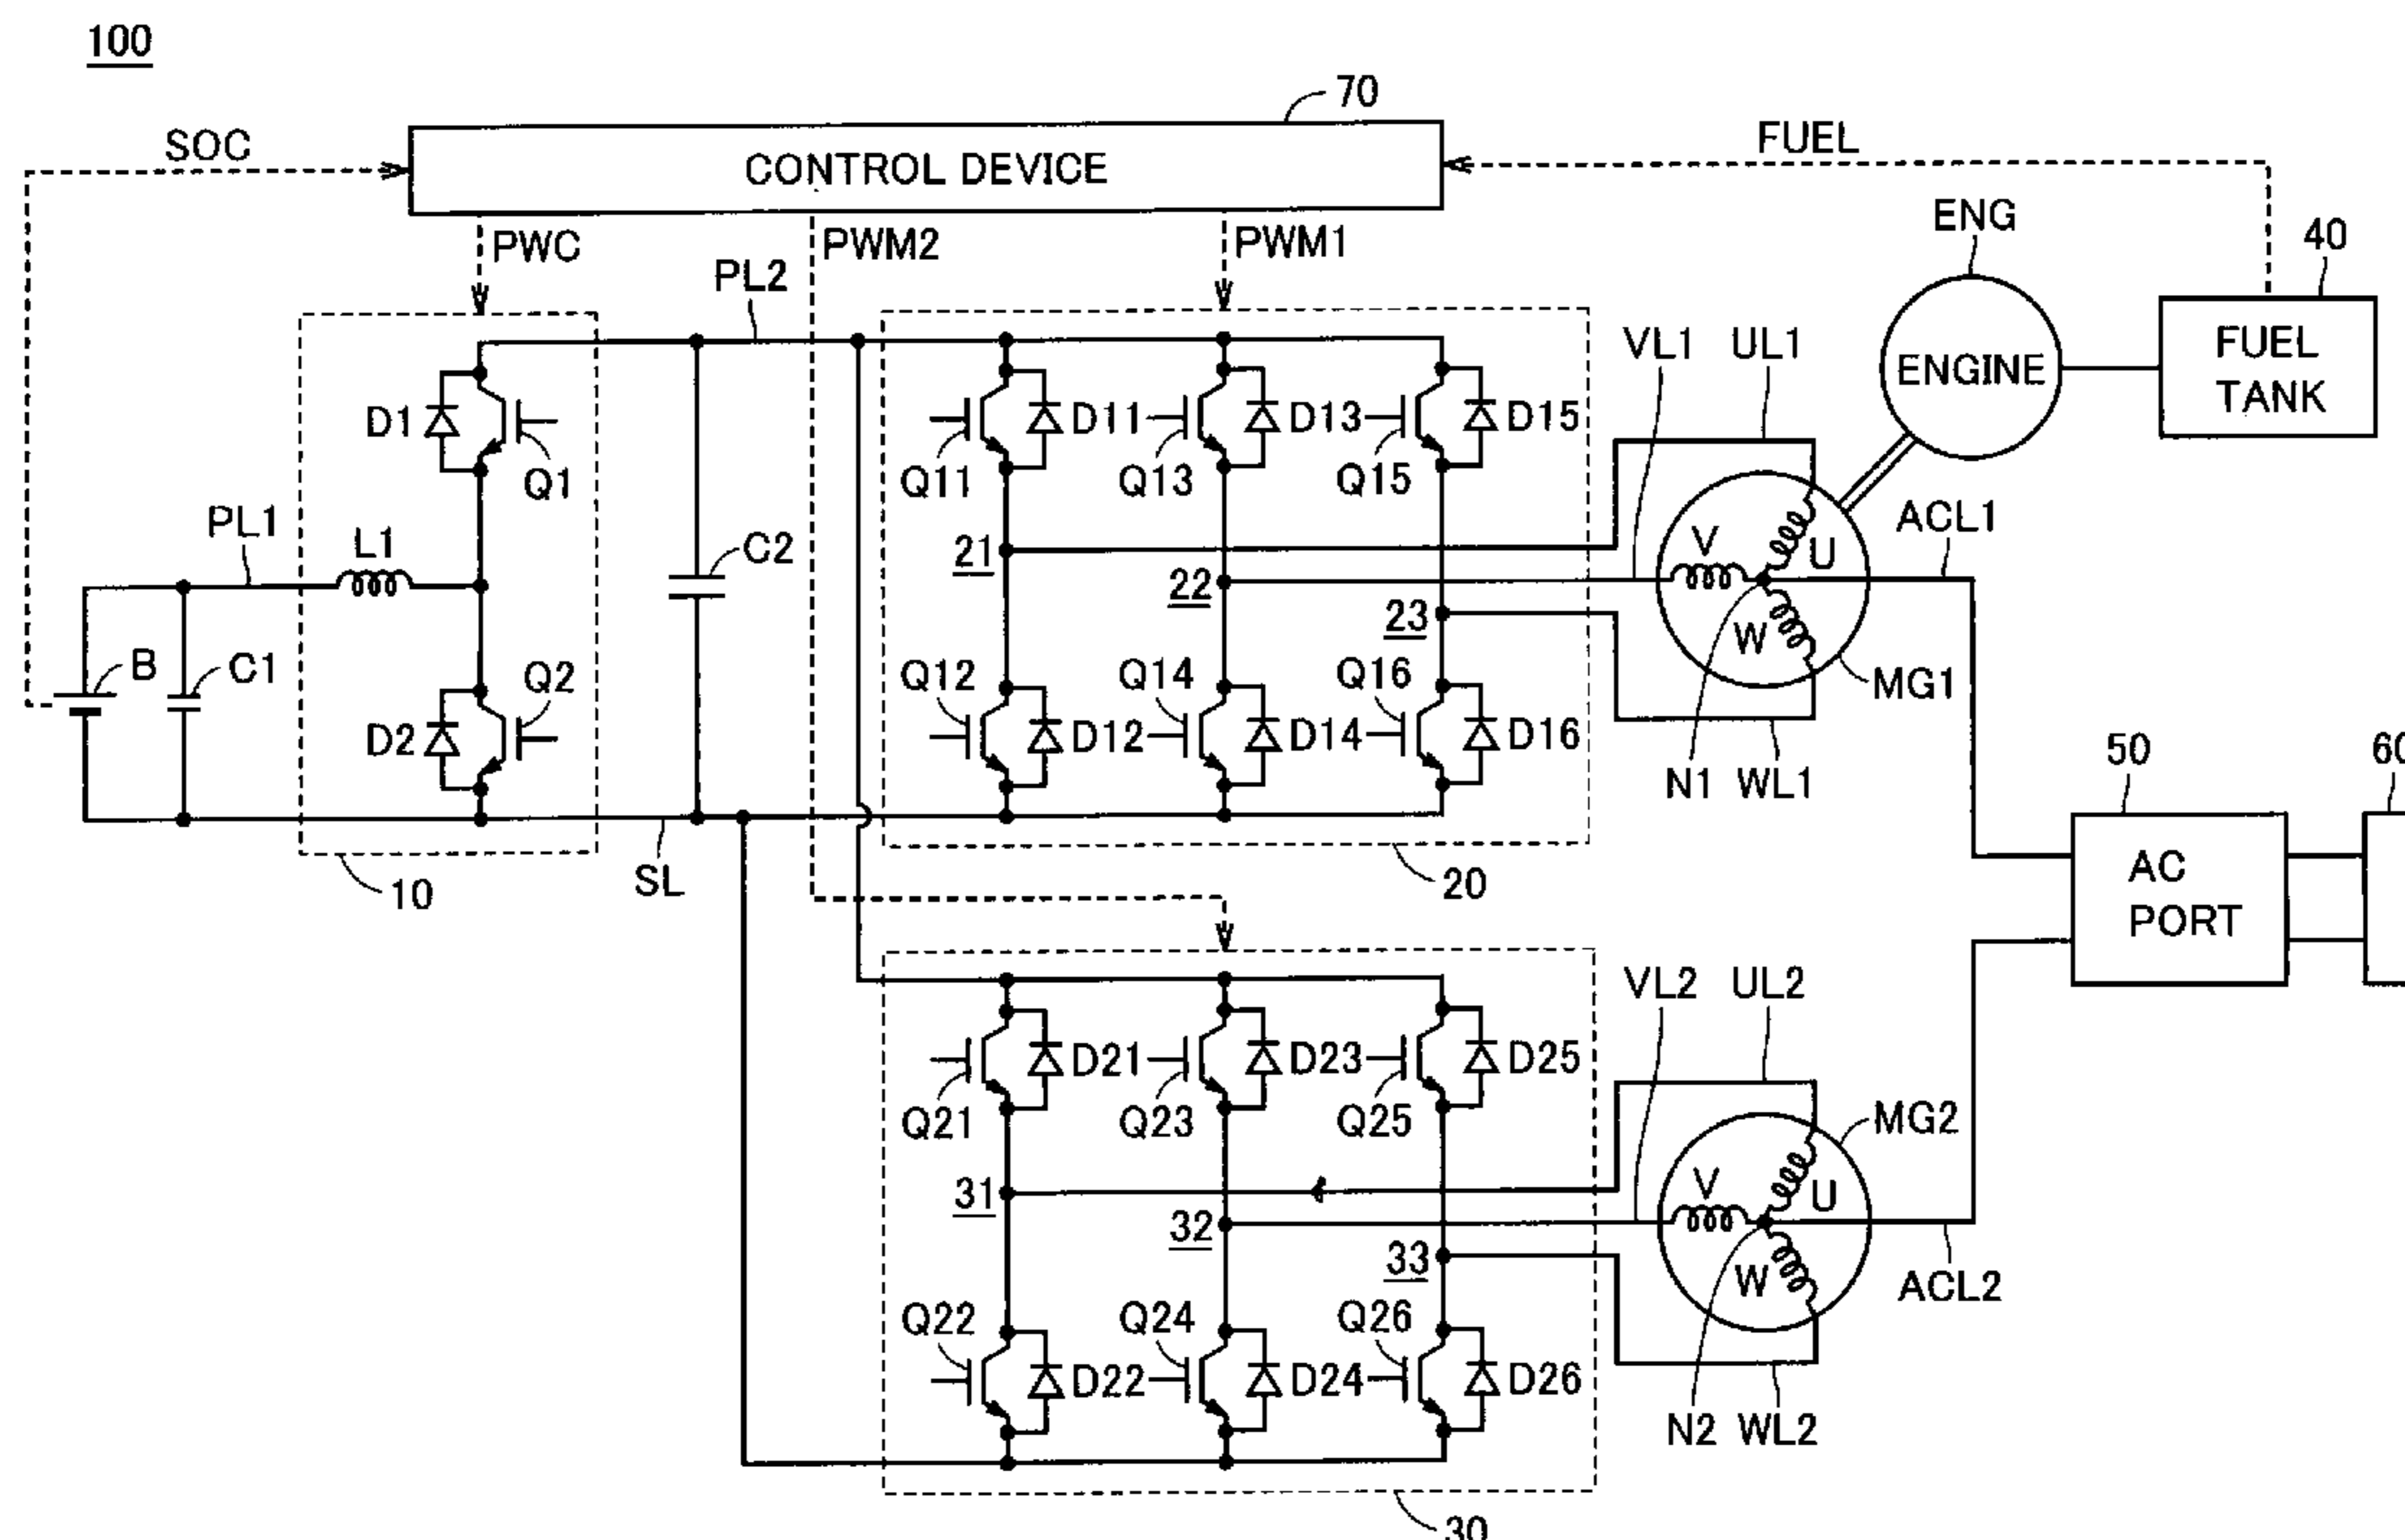 100
70
SOC
CONTROL DEVICE
FUEL
ENG
40
PWC
PWM2
PWM1
PL2
VL1 UL1
ENGINE
FUEL
TANK
D1
D11
D13
D15
Q1
Q11
Q13
Q15
PL1
L1
C2
21
22
23
V
U
W
ACL1
B
C1
Q2
Q12
Q14
Q16
MG1
D2
D12
D14
D16
N1 WL1
50
10
SL
20
AC
PORT
VL2 UL2
D21
D23
D25
Q21
Q23
Q25
MG2
31
32
33
V
U
W
ACL2
Q22
Q24
Q26
D22
D24
D26
N2 WL2
30